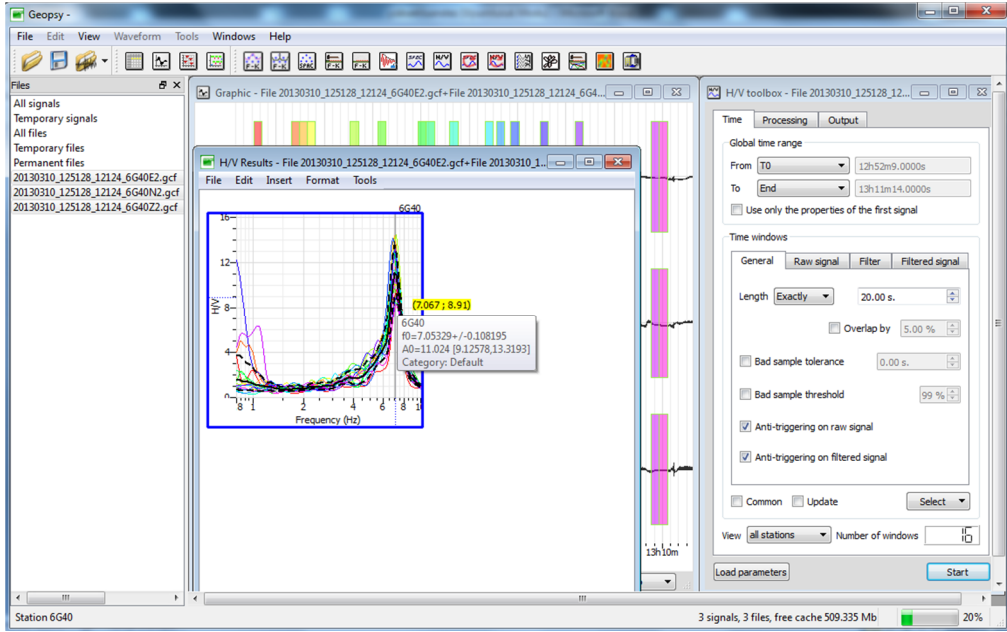 Geopsy -
File Edit View Waveform Tools Windows Help
Files
All signals
Temporary signals
All files
Temporary files
Permanent files
20130310_125128_12124_6G40E2.gcf
20130310_125128_12124_6G40N2.gcf
20130310_125128_12124_6G40Z2.gcf
Graphic - File 20130310_125128_12124_6G40E2.gcf+File 20130310_125128_12124_6G4...
H/V Results - File 20130310_125128_12124_6G40E2.gcf+File 20130310_1...
File Edit Insert Format Tools
6G40
16
12
8
4
0
H/V
8 1 2 4 6 8
Frequency (Hz)
(7.067 ; 8.91)
6G40
f0=7.05329+/-0.108195
A0=11.024 [9.12578,13.3193]
Category: Default
13h10m
H/V toolbox - File 20130310_125128_12...
Time Processing Output
Global time range
From T0 12h52m9.0000s
To End 13h11m14.0000s
Use only the properties of the first signal
Time windows
General Raw signal Filter Filtered signal
Length Exactly 20.00 s.
Overlap by 5.00 %
Bad sample tolerance 0.00 s.
Bad sample threshold 99 %
Anti-triggering on raw signal
Anti-triggering on filtered signal
Common Update Select
View all stations Number of windows 16
Load parameters Start
Station 6G40 3 signals, 3 files, free cache 509.335 Mb 20%